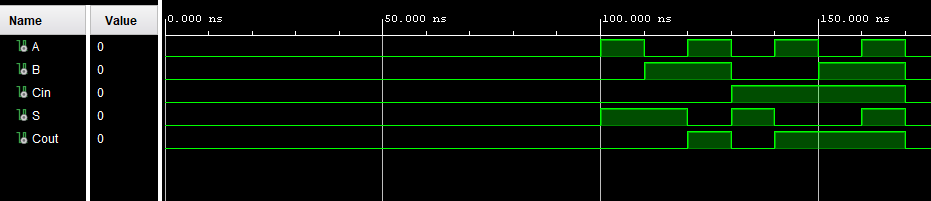 Name Value 0.000 ns 50.000 ns 100.000 ns 150.000 ns
A 0
B 0
Cin 0
S 0
Cout 0